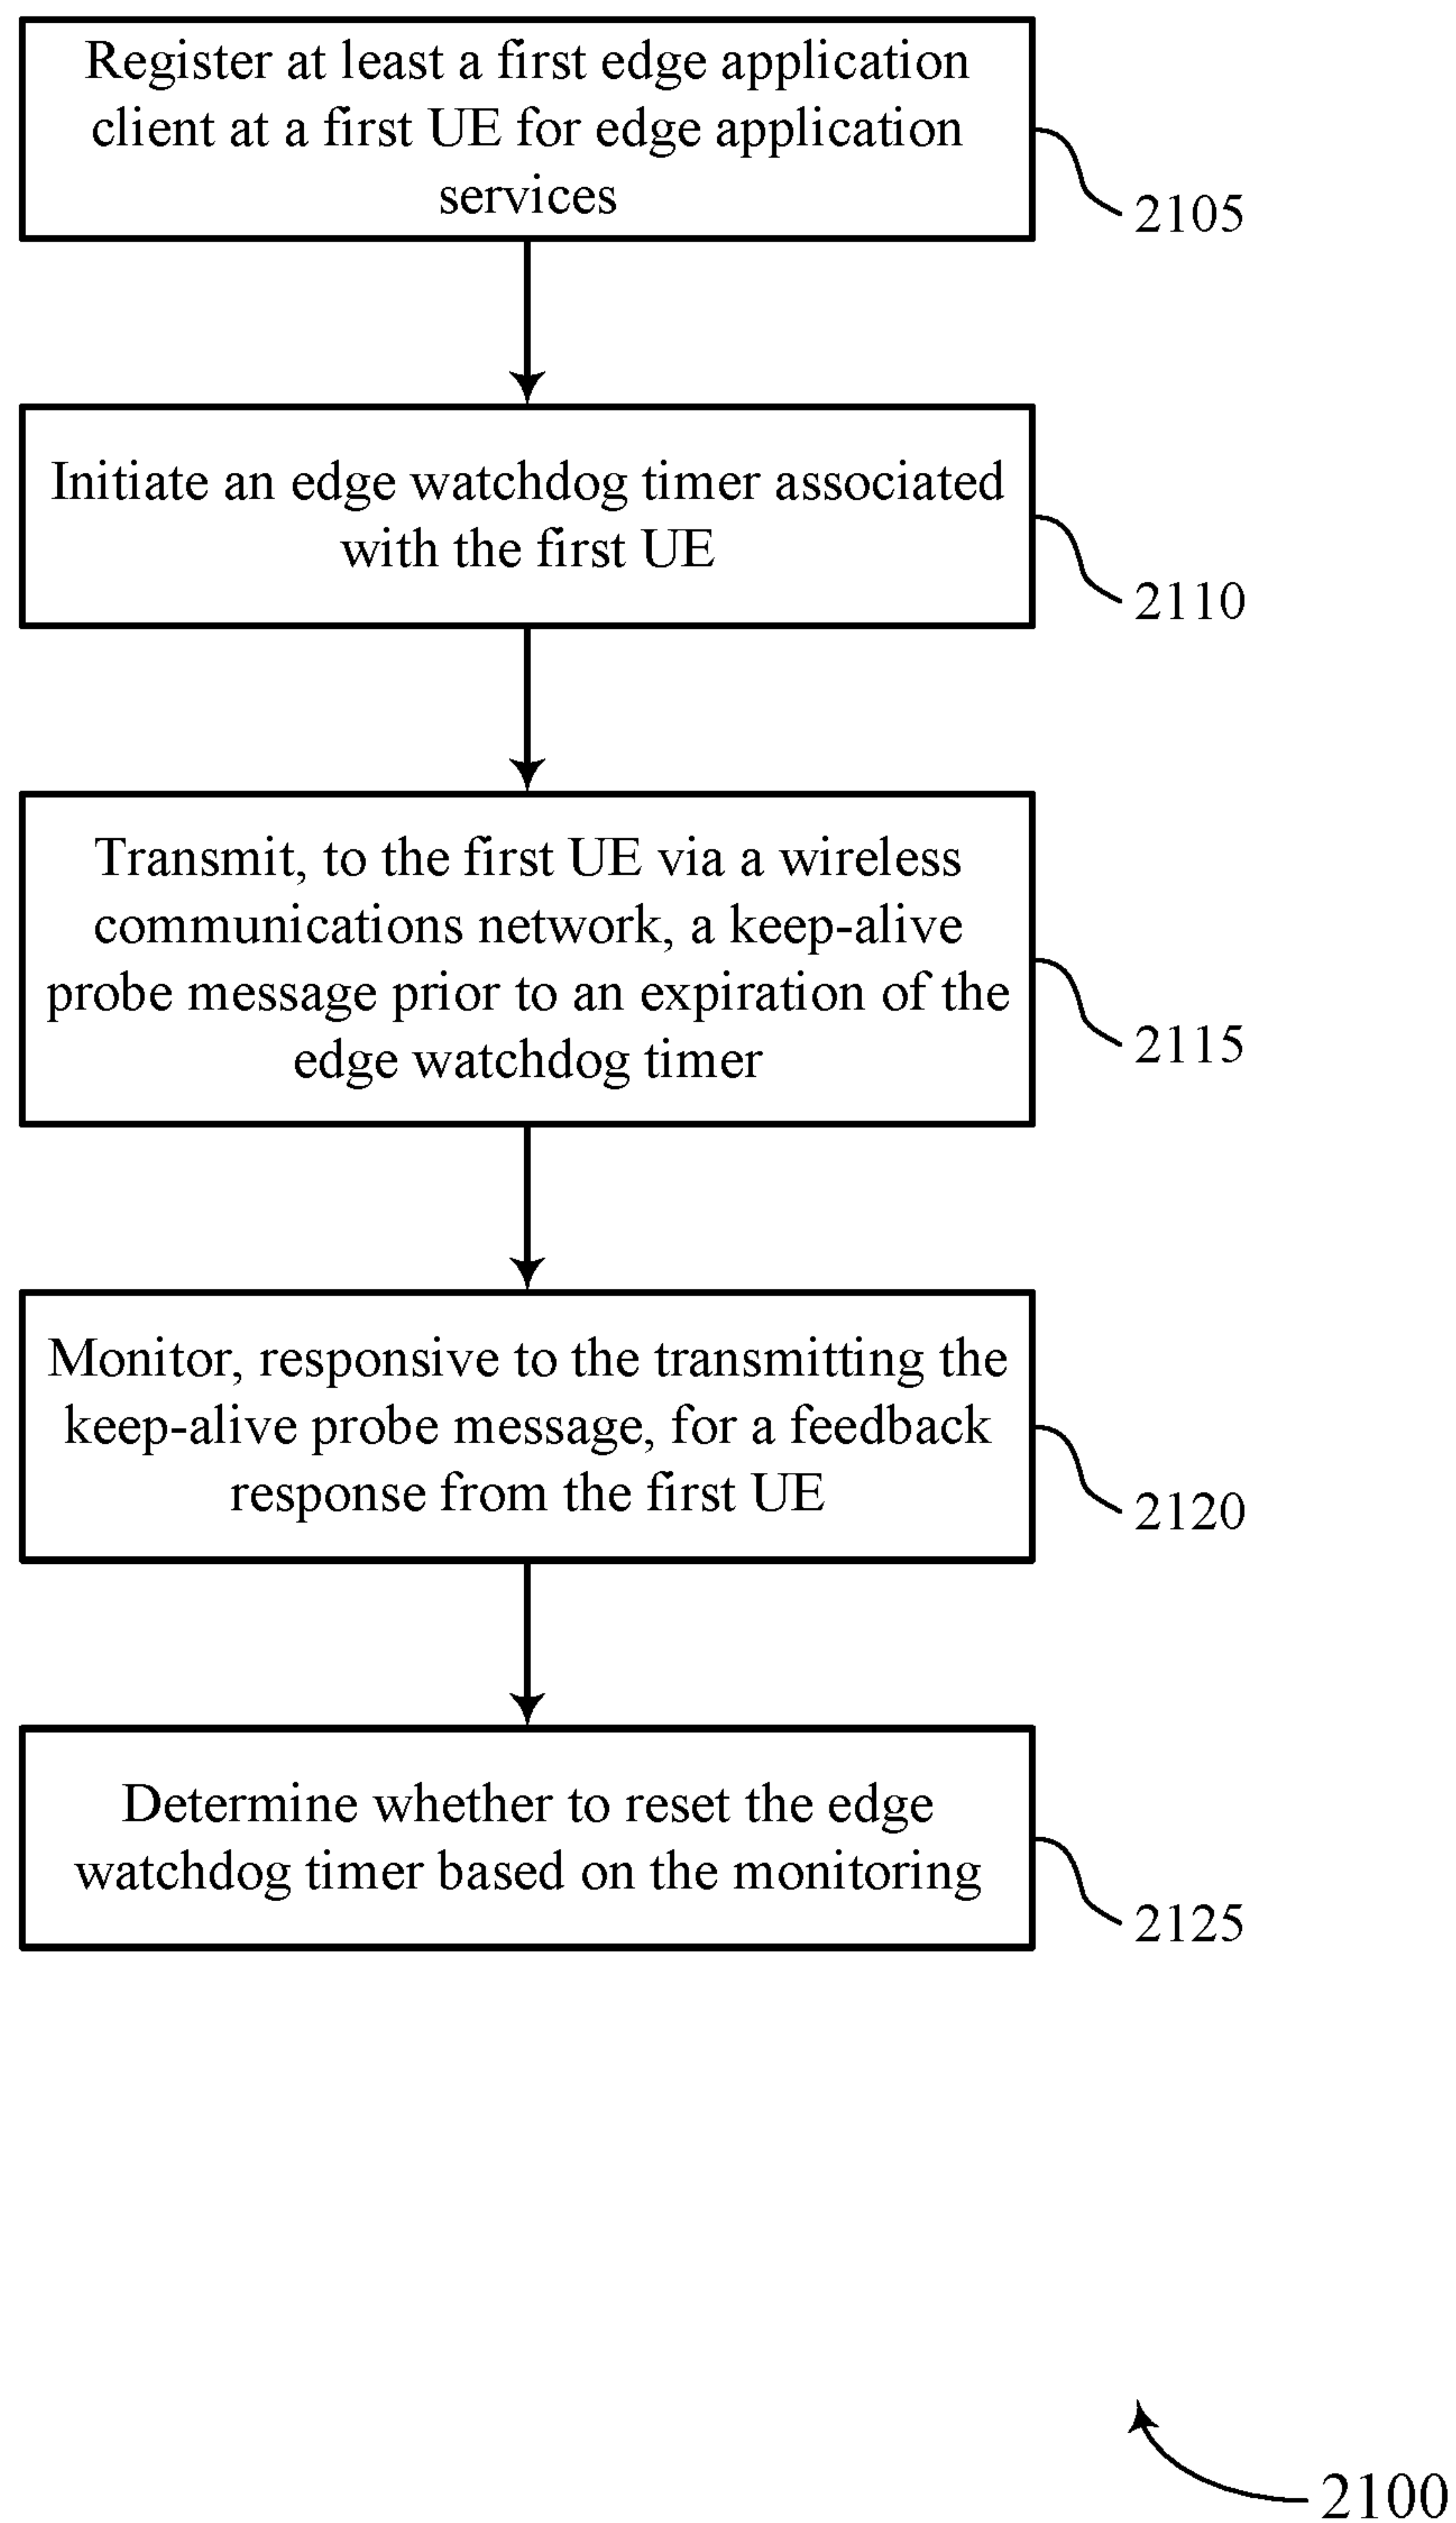 Register at least a first edge application
client at a first UE for edge application
services
2105
Initiate an edge watchdog timer associated
with the first UE
2110
Transmit, to the first UE via a wireless
communications network, a keep-alive
probe message prior to an expiration of the
edge watchdog timer
2115
Monitor, responsive to the transmitting the
keep-alive probe message, for a feedback
response from the first UE
2120
Determine whether to reset the edge
watchdog timer based on the monitoring
2125
2100